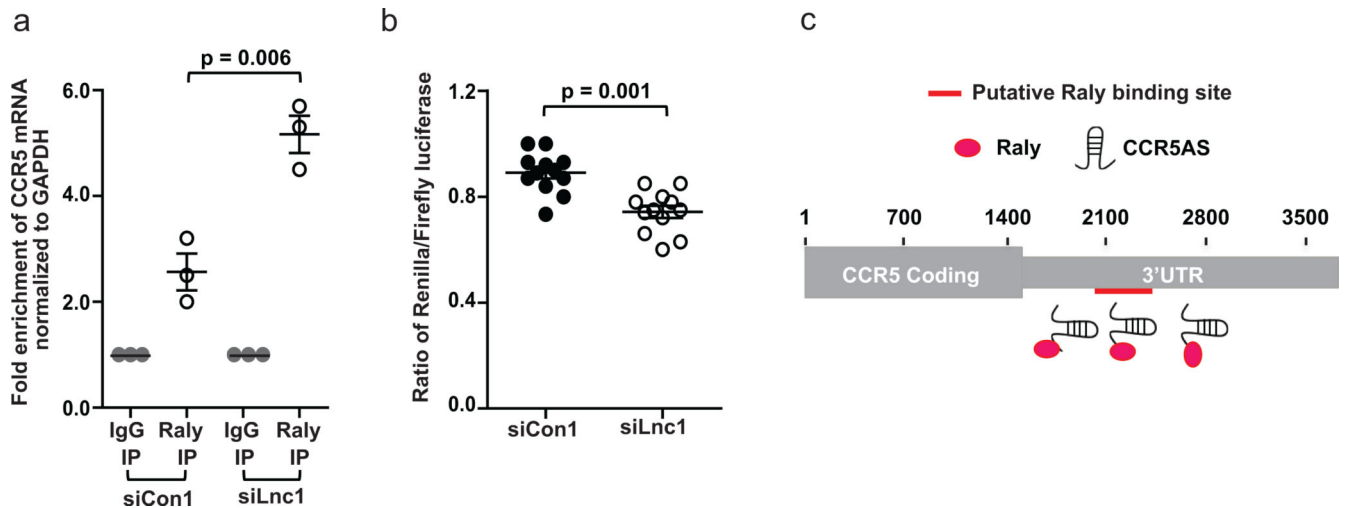 a
p = 0.006
Fold enrichment of CCR5 mRNA
normalized to GAPDH
6.0
4.0
2.0
0.0
IgG Raly IgG Raly
IP IP IP IP
siCon1 siLnc1
b
p = 0.001
Ratio of Renilla/Firefly luciferase
1.2
0.8
0.4
0.0
siCon1 siLnc1
c
Putative Raly binding site
Raly CCR5AS
1 700 1400 2100 2800 3500
CCR5 Coding 3'UTR